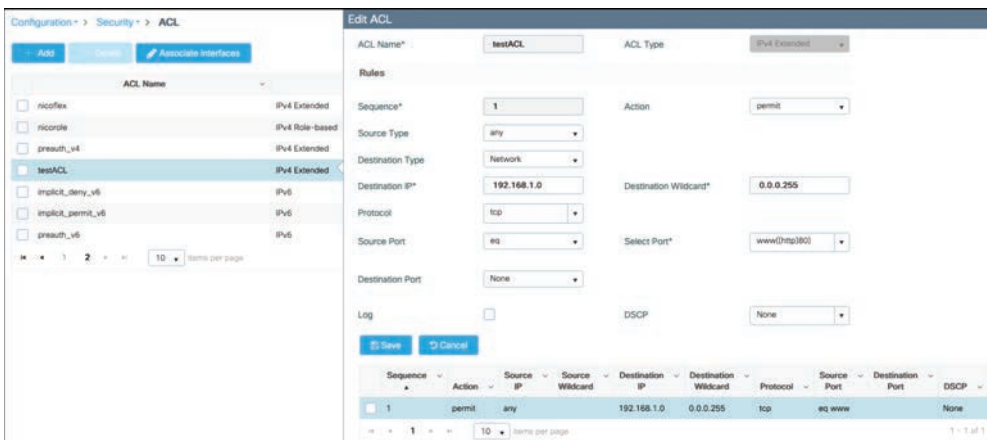 Configuration > Security > ACL
Add Delete Associate Interfaces
ACL Name
nicoflex IPv4 Extended
nicorole IPv4 Role-based
preauth_v4 IPv4 Extended
testACL IPv4 Extended
implicit_deny_v6 IPv6
implicit_permit_v6 IPv6
preauth_v6 IPv6
1 2 10 items per page
Edit ACL
ACL Name* testACL ACL Type IPv4 Extended
Rules
Sequence* 1 Action permit
Source Type any
Destination Type Network
Destination IP* 192.168.1.0 Destination Wildcard* 0.0.0.255
Protocol tcp
Source Port eq Select Port* www[[http]80]
Destination Port None
Log DSCP None
Save Cancel
Sequence Action Source IP Source Wildcard Destination IP Destination Wildcard Protocol Source Port Destination Port DSCP
1 permit any 192.168.1.0 0.0.0.255 tcp eq www None
1 10 items per page 1 - 1 of 1